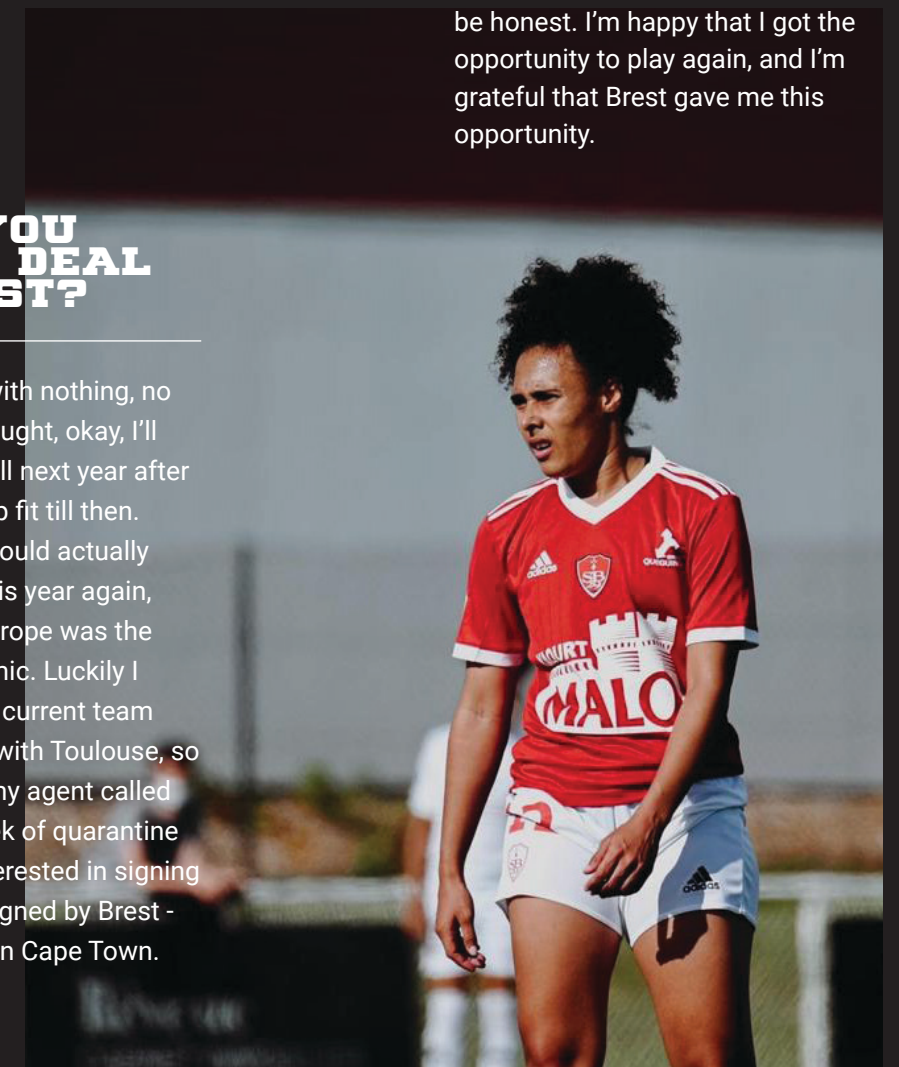 YOU
DEAL
ST?
with nothing, no
ught, okay, I’ll
ll next year after
p fit till then.
ould actually
is year again,
rope was the
nic. Luckily I
current team
with Toulouse, so
my agent called
ek of quarantine
erested in signing
gned by Brest -
n Cape Town.
be honest. I’m happy that I got the
opportunity to play again, and I’m
grateful that Brest gave me this
opportunity.
adidas
SB
MALO
adidas